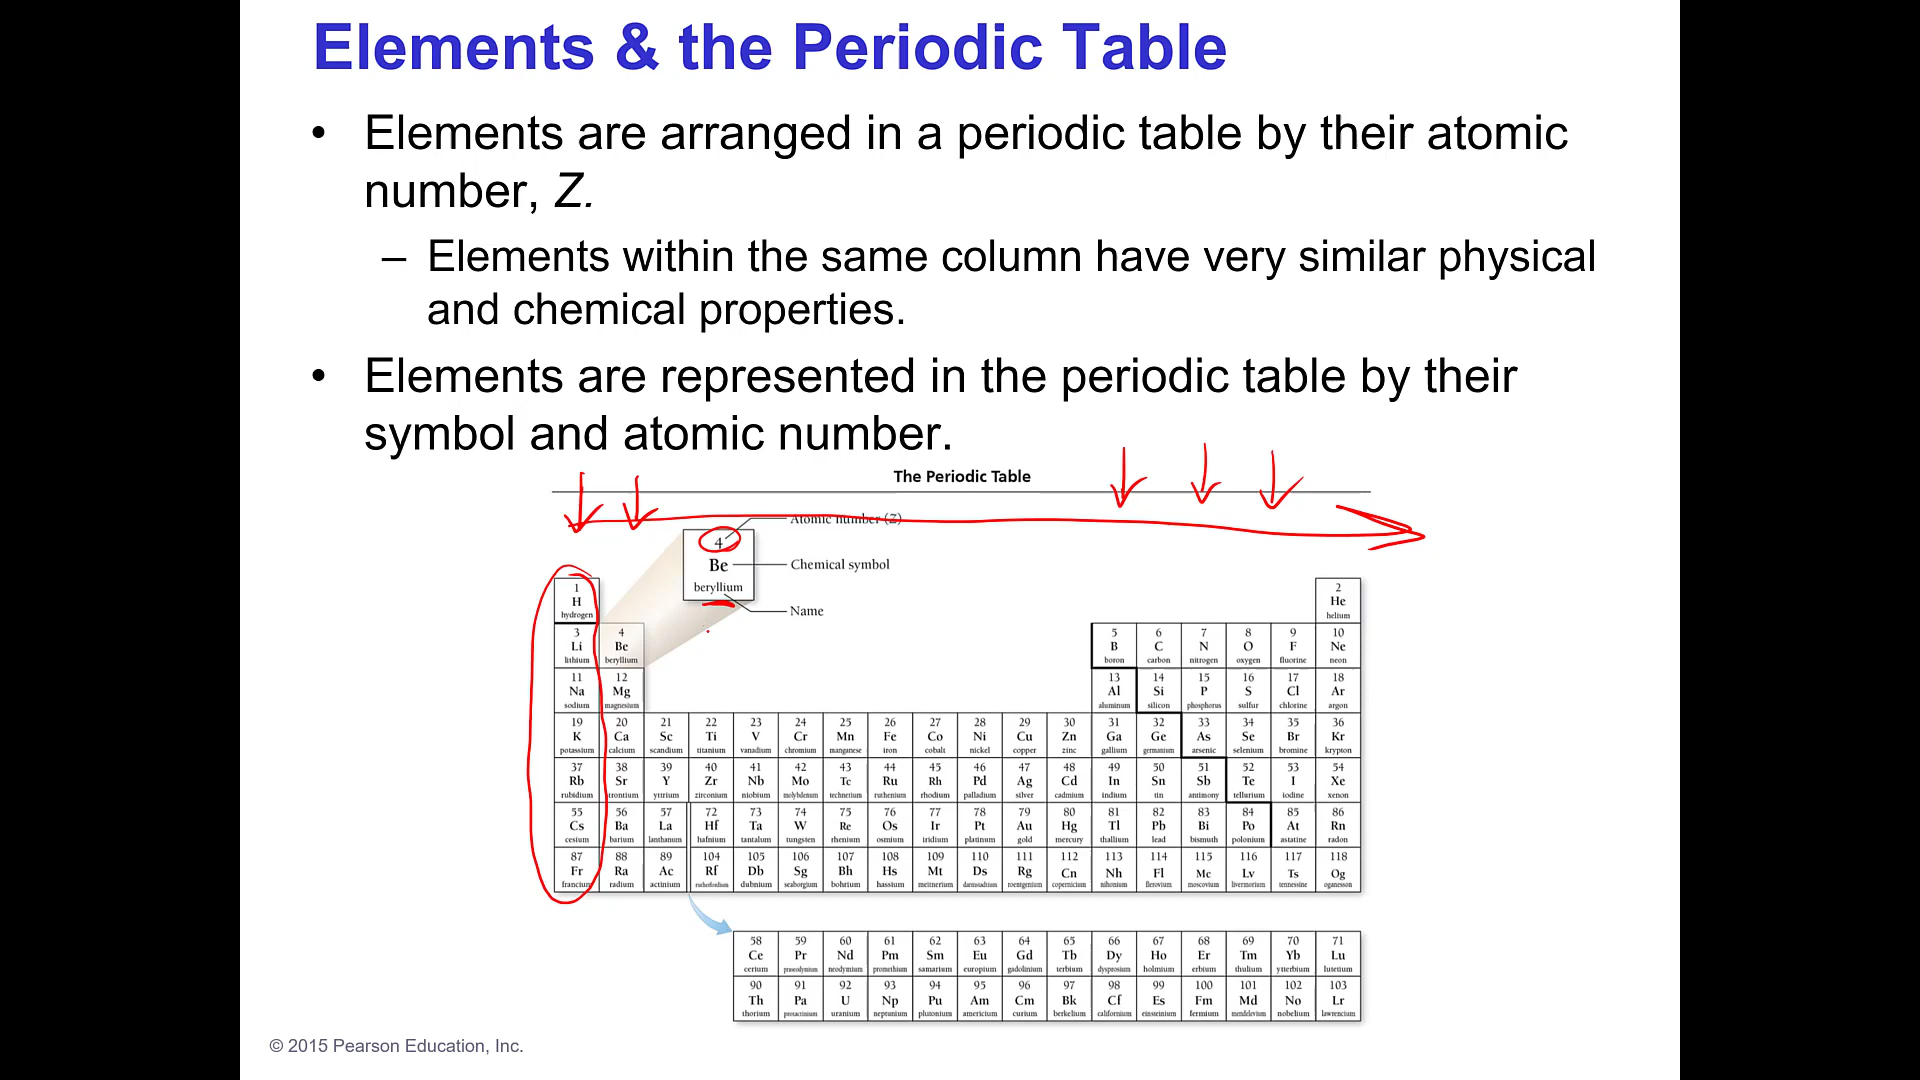 Elements & the Periodic Table
• Elements are arranged in a periodic table by their atomic
number, Z.
– Elements within the same column have very similar physical
and chemical properties.
• Elements are represented in the periodic table by their
symbol and atomic number.
The Periodic Table
Atomic number (Z)
4
Be
beryllium
Chemical symbol
Name
1 2
H He
hydrogen helium
3 4 5 6 7 8 9 10
Li Be B C N O F Ne
lithium beryllium boron carbon nitrogen oxygen fluorine neon
11 12 13 14 15 16 17 18
Na Mg Al Si P S Cl Ar
sodium magnesium aluminum silicon phosphorus sulfur chlorine argon
19 20 21 22 23 24 25 26 27 28 29 30 31 32 33 34 35 36
K Ca Sc Ti V Cr Mn Fe Co Ni Cu Zn Ga Ge As Se Br Kr
potassium calcium scandium titanium vanadium chromium manganese iron cobalt nickel copper zinc gallium germanium arsenic selenium bromine krypton
37 38 39 40 41 42 43 44 45 46 47 48 49 50 51 52 53 54
Rb Sr Y Zr Nb Mo Tc Ru Rh Pd Ag Cd In Sn Sb Te I Xe
rubidium strontium yttrium zirconium niobium molybdenum technetium ruthenium rhodium palladium silver cadmium indium tin antimony tellurium iodine xenon
55 56 57 72 73 74 75 76 77 78 79 80 81 82 83 84 85 86
Cs Ba La Hf Ta W Re Os Ir Pt Au Hg Tl Pb Bi Po At Rn
cesium barium lanthanum hafnium tantalum tungsten rhenium osmium iridium platinum gold mercury thallium lead bismuth polonium astatine radon
87 88 89 104 105 106 107 108 109 110 111 112 113 114 115 116 117 118
Fr Ra Ac Rf Db Sg Bh Hs Mt Ds Rg Cn Nh Fl Mc Lv Ts Og
francium radium actinium rutherfordium dubnium seaborgium bohrium hassium meitnerium darmstadtium roentgenium copernicium nihonium flerovium moscovium livermorium tennessine oganesson
58 59 60 61 62 63 64 65 66 67 68 69 70 71
Ce Pr Nd Pm Sm Eu Gd Tb Dy Ho Er Tm Yb Lu
cerium praseodymium neodymium promethium samarium europium gadolinium terbium dysprosium holmium erbium thulium ytterbium lutetium
90 91 92 93 94 95 96 97 98 99 100 101 102 103
Th Pa U Np Pu Am Cm Bk Cf Es Fm Md No Lr
thorium protactinium uranium neptunium plutonium americium curium berkelium californium einsteinium fermium mendelevium nobelium lawrencium
© 2015 Pearson Education, Inc.